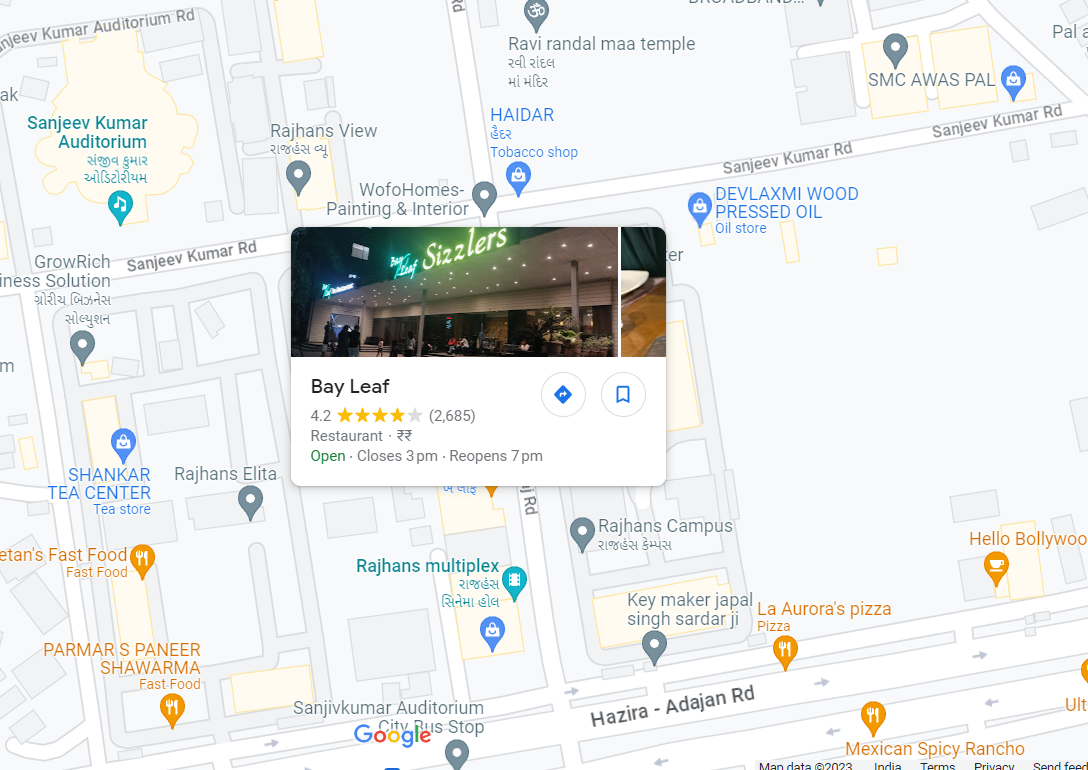 Sanjeev Kumar Auditorium Rd
Rd
BROADBAND...
Ravi randal maa temple
રવી રાંદલ
માં મંદિર
Pal a
SMC AWAS PAL
ak
Sanjeev Kumar
Auditorium
સંજીવ કુમાર
ઓડિટોરીયમ
HAIDAR
હૈદર
Tobacco shop
Rajhans View
રાજહંસ વ્યૂ
Sanjeev Kumar Rd
Sanjeev Kumar Rd
WofoHomes-
Painting & Interior
DEVLAXMI WOOD
PRESSED OIL
Oil store
Sanjeev Kumar Rd
GrowRich
iness Solution
ગ્રોરીચ બિઝનેસ
સોલ્યુશન
ter
Bay Leaf Sizzlers
m
Bay Leaf
4.2 (2,685)
Restaurant · ₹₹
Open · Closes 3 pm · Reopens 7 pm
SHANKAR
TEA CENTER
Tea store
Rajhans Elita
બે લીફ
Rd
Rajhans Campus
રાજહંસ કેમ્પસ
Hello Bollywoo
etan's Fast Food
Fast Food
Rajhans multiplex
રાજહંસ
સિનેમા હોલ
Key maker japal
singh sardar ji
La Aurora's pizza
Pizza
PARMAR S PANEER
SHAWARMA
Fast Food
Hazira - Adajan Rd
Sanjivkumar Auditorium
City Bus Stop
Google
Ult
Mexican Spicy Rancho
Map data ©2023 India Terms Privacy Send feed